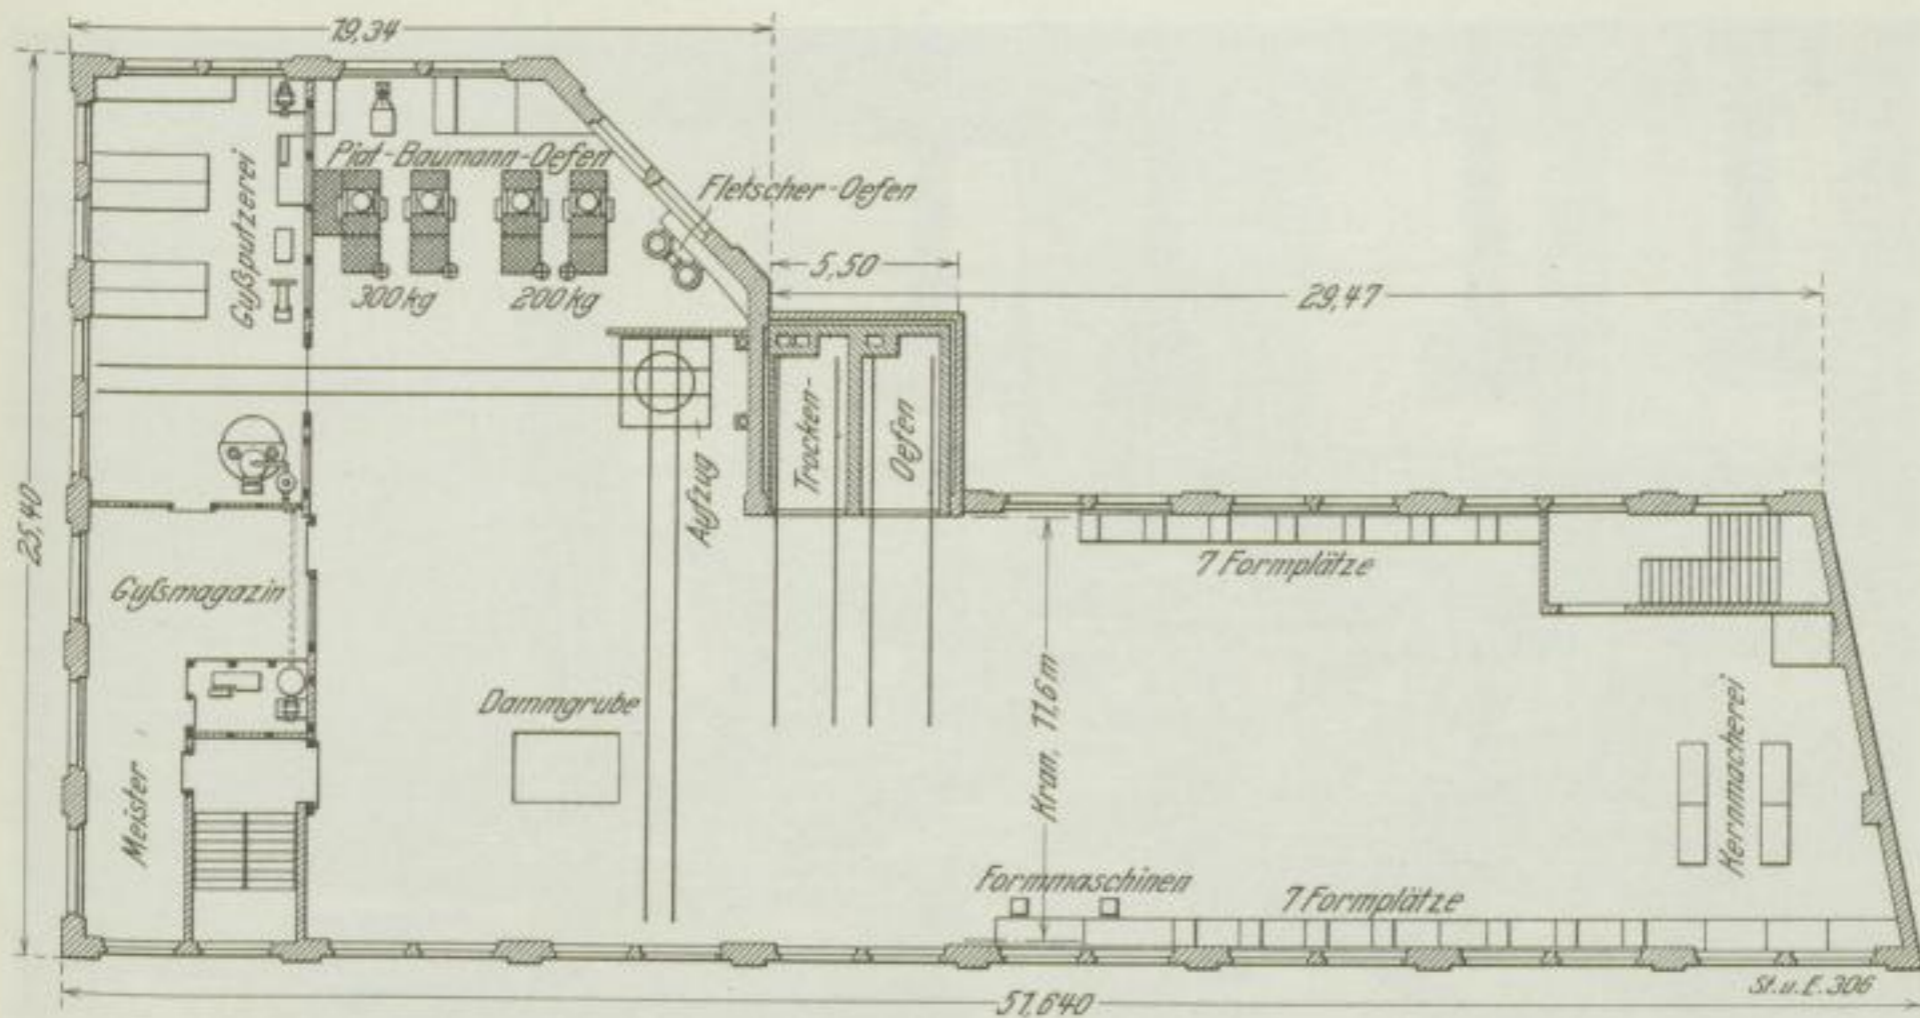 19,34
Piat-Baumann-Oefen
Fletscher-Oefen
Gußputzerei
300 kg
200 kg
5,50
29,47
25,40
Trocken-
Oefen
Aufzug
7 Formplätze
Gußmagazin
Kran, 11,6 m
Dammgrube
Meister
Kernmacherei
Formmaschinen
7 Formplätze
St. u. E. 306
51,640